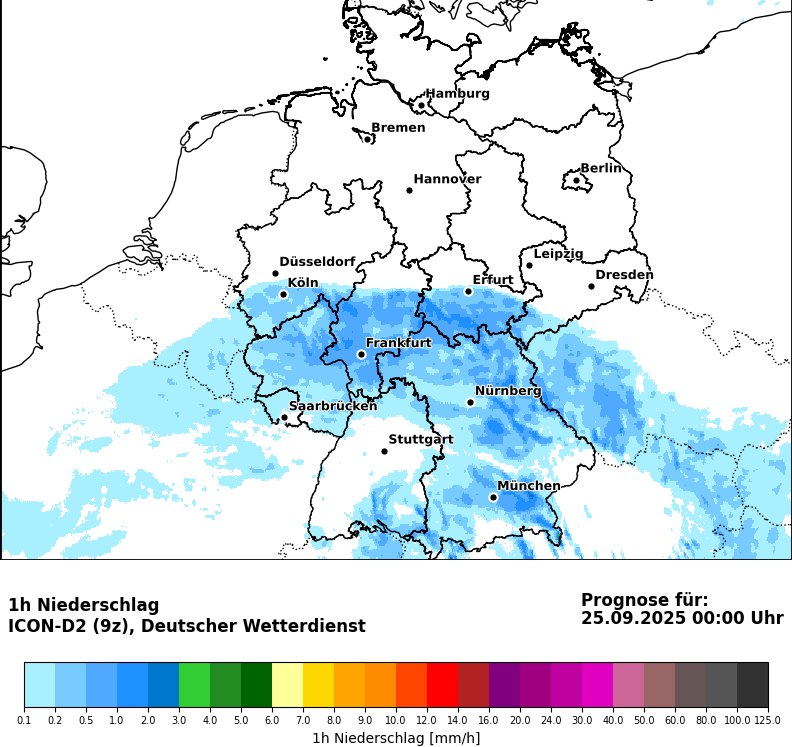 Hamburg
Bremen
Berlin
Hannover
Leipzig
Düsseldorf
Dresden
Köln
Erfurt
Frankfurt
Nürnberg
Saarbrücken
Stuttgart
München
1h Niederschlag
ICON-D2 (9z), Deutscher Wetterdienst
Prognose für:
25.09.2025 00:00 Uhr
0.1 0.2 0.5 1.0 2.0 3.0 4.0 5.0 6.0 7.0 8.0 9.0 10.0 12.0 14.0 16.0 20.0 24.0 30.0 40.0 50.0 60.0 80.0 100.0 125.0
1h Niederschlag [mm/h]